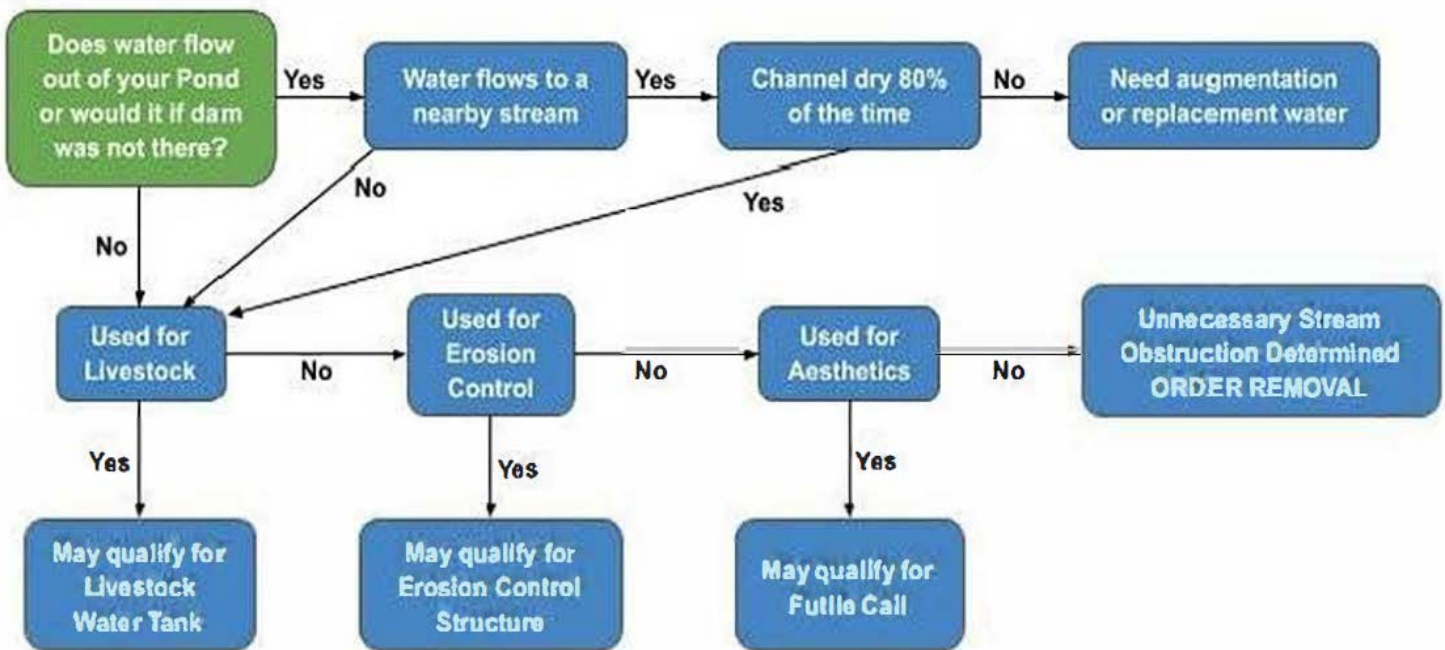 Does water flow
out of your Pond
or would it if dam
was not there?
Yes
Water flows to a
nearby stream
Yes
Channel dry 80%
of the time
No
Need augmentation
or replacement water
No
No
Yes
Used for
Livestock
No
Used for
Erosion
Control
No
Used for
Aesthetics
No
Unnecessary Stream
Obstruction Determined
ORDER REMOVAL
Yes
Yes
Yes
May qualify for
Livestock
Water Tank
May qualify for
Erosion Control
Structure
May qualify for
Futile Call